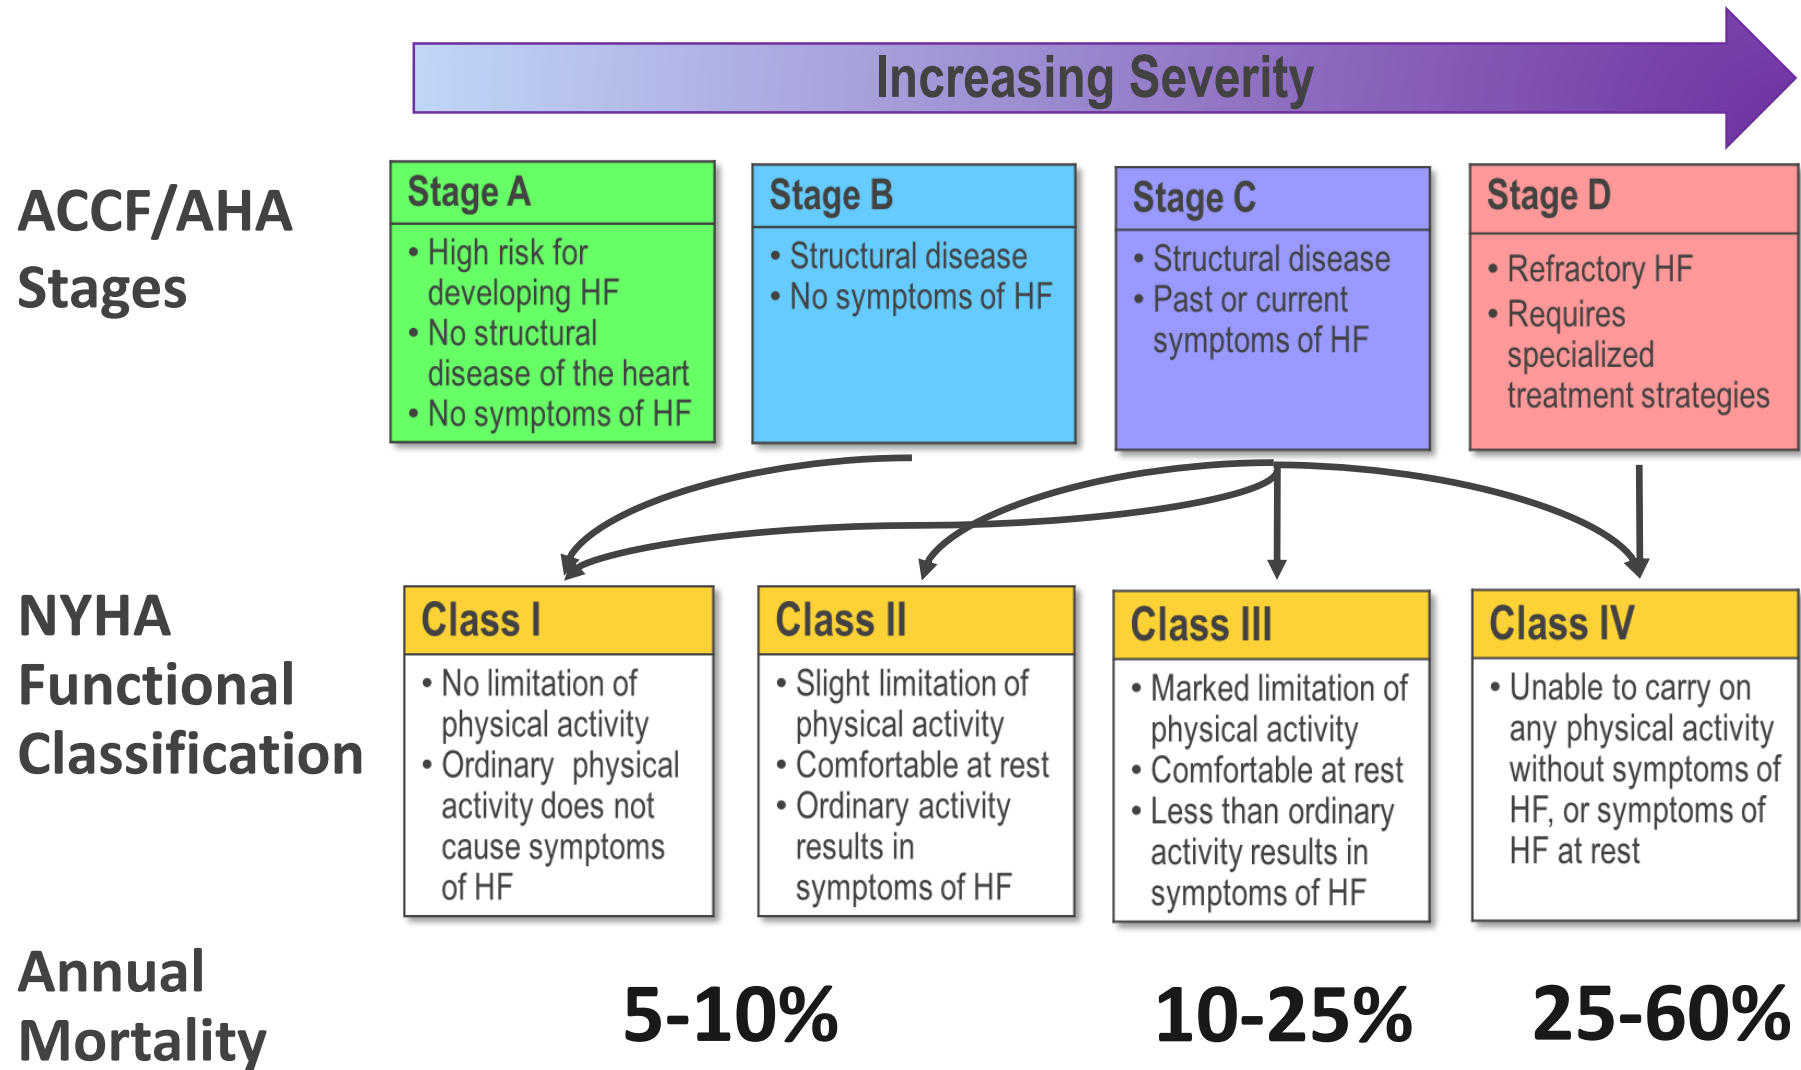 Increasing Severity
ACCF/AHA
Stages
Stage A
• High risk for
developing HF
• No structural
disease of the heart
• No symptoms of HF
Stage B
• Structural disease
• No symptoms of HF
Stage C
• Structural disease
• Past or current
symptoms of HF
Stage D
• Refractory HF
• Requires
specialized
treatment strategies
NYHA
Functional
Classification
Class I
• No limitation of
physical activity
• Ordinary physical
activity does not
cause symptoms
of HF
Class II
• Slight limitation of
physical activity
• Comfortable at rest
• Ordinary activity
results in
symptoms of HF
Class III
• Marked limitation of
physical activity
• Comfortable at rest
• Less than ordinary
activity results in
symptoms of HF
Class IV
• Unable to carry on
any physical activity
without symptoms of
HF, or symptoms of
HF at rest
Annual
Mortality
5-10%
10-25%
25-60%